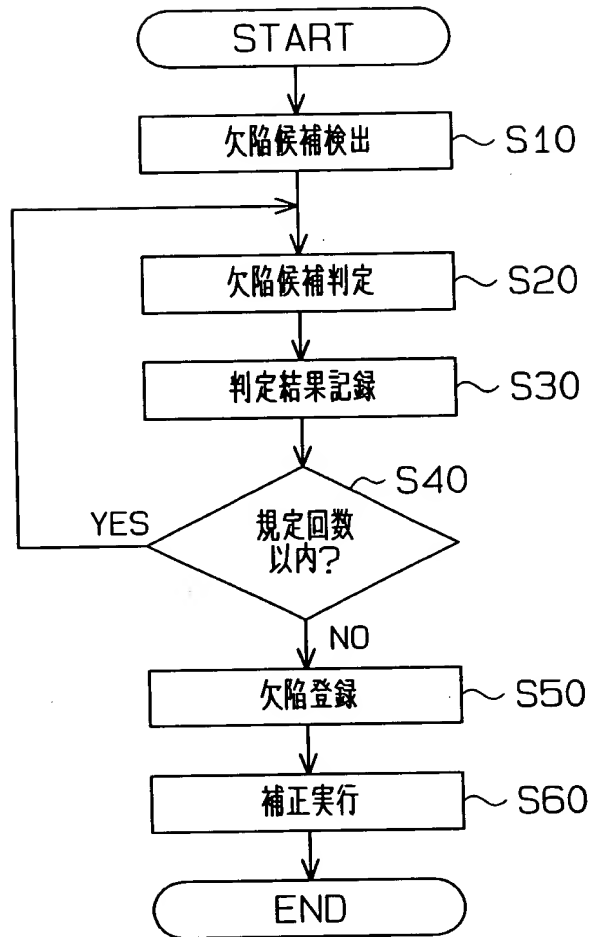 START
欠陥候補検出
S10
欠陥候補判定
S20
判定結果記録
S30
S40
YES
規定回数
以内?
NO
欠陥登録
S50
補正実行
S60
END